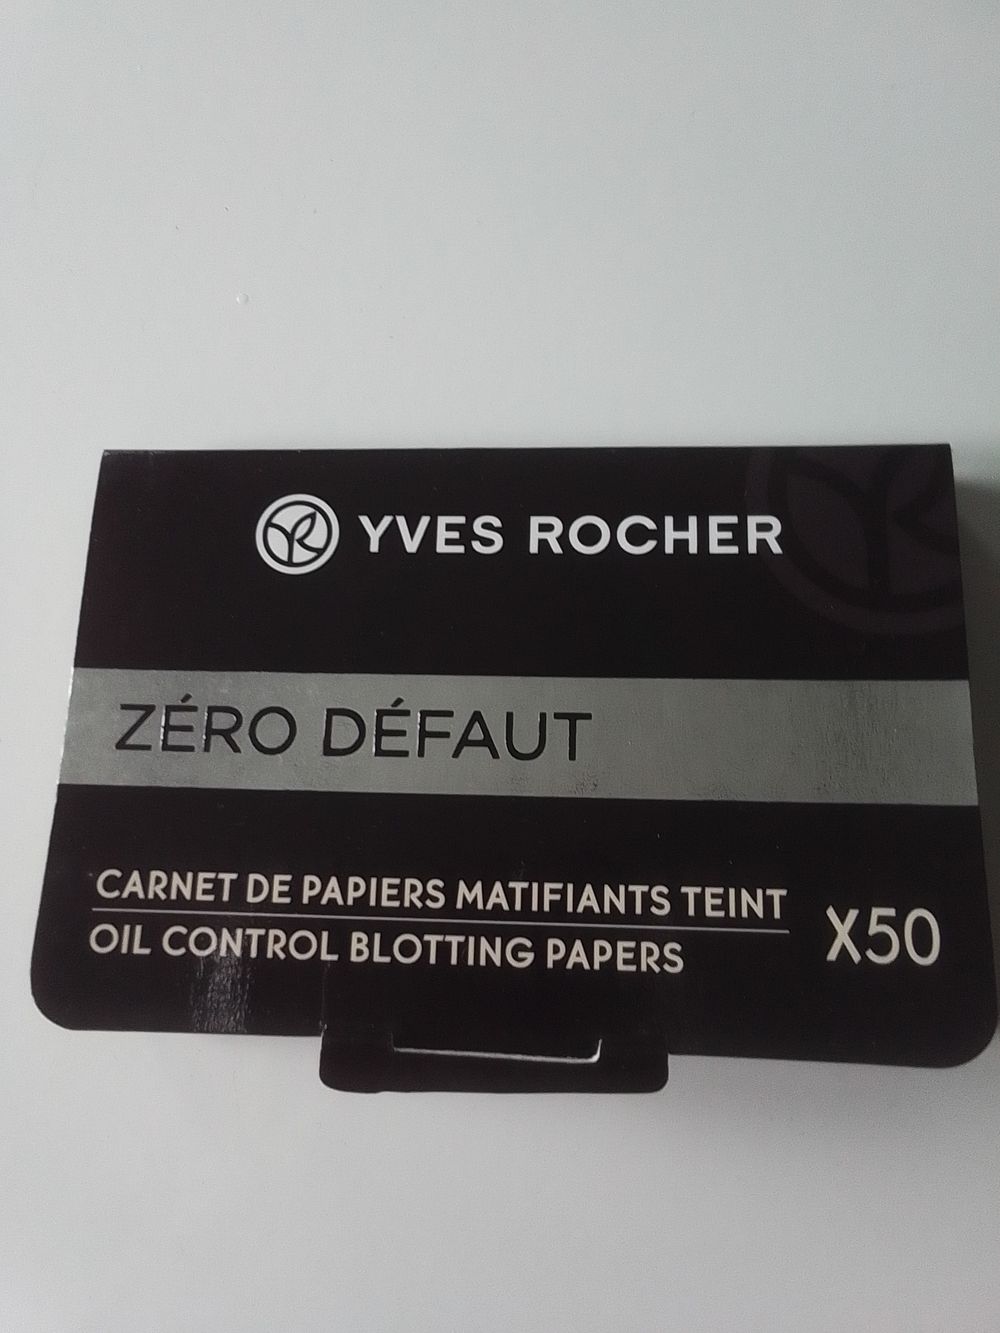 YVES ROCHER
ZÉRO DÉFAUT
CARNET DE PAPIERS MATIFIANTS TEINT
OIL CONTROL BLOTTING PAPERS
X50